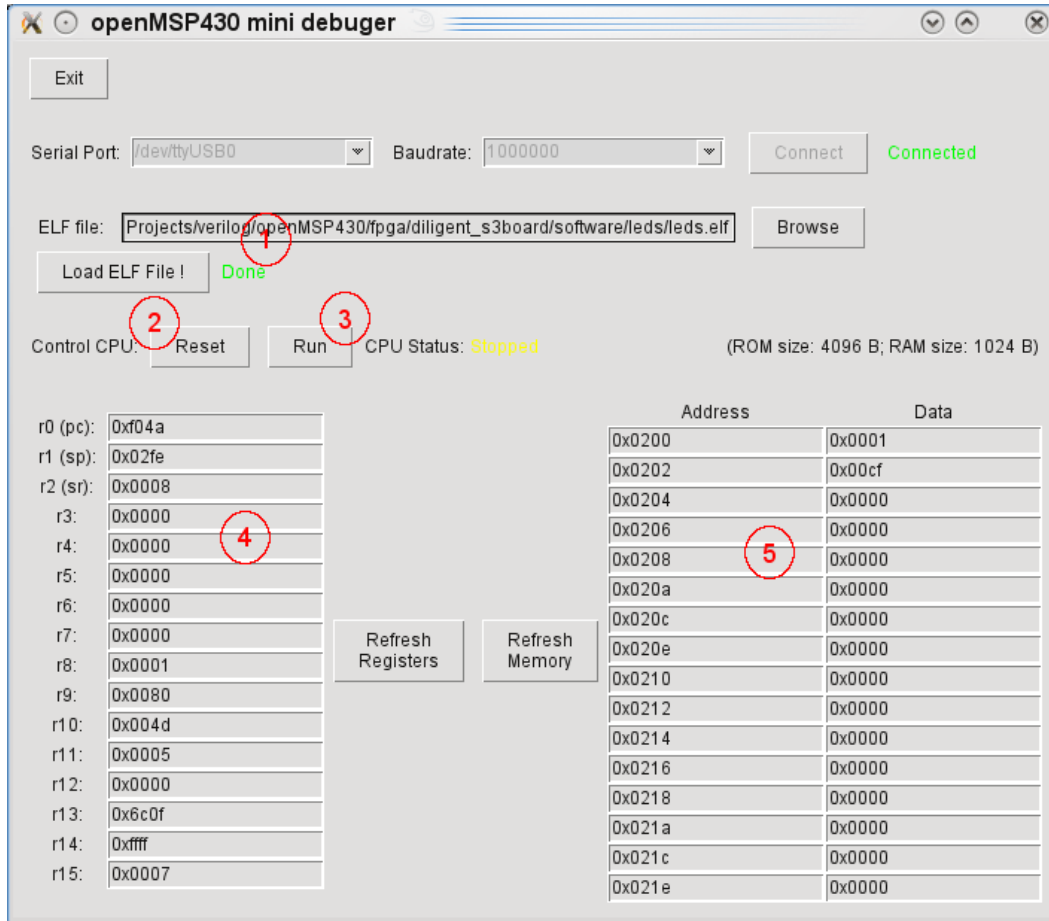 openMSP430 mini debuger
Exit
Serial Port: /dev/ttyUSB0 Baudrate: 1000000 Connect Connected
ELF file: Projects/verilog/openMSP430/fpga/diligent_s3board/software/leds/leds.elf Browse
1
Load ELF File ! Done
2 3
Control CPU: Reset Run CPU Status: Stopped (ROM size: 4096 B; RAM size: 1024 B)
Address Data
r0 (pc): 0xf04a 0x0200 0x0001
r1 (sp): 0x02fe 0x0202 0x00cf
r2 (sr): 0x0008 0x0204 0x0000
r3: 0x0000 0x0206 0x0000
4 5
r4: 0x0000 0x0208 0x0000
r5: 0x0000 0x020a 0x0000
r6: 0x0000 0x020c 0x0000
r7: 0x0000 0x020e 0x0000
Refresh Registers Refresh Memory
r8: 0x0001 0x0210 0x0000
r9: 0x0080 0x0212 0x0000
r10: 0x004d 0x0214 0x0000
r11: 0x0005 0x0216 0x0000
r12: 0x0000 0x0218 0x0000
r13: 0x6c0f 0x021a 0x0000
r14: 0xffff 0x021c 0x0000
r15: 0x0007 0x021e 0x0000